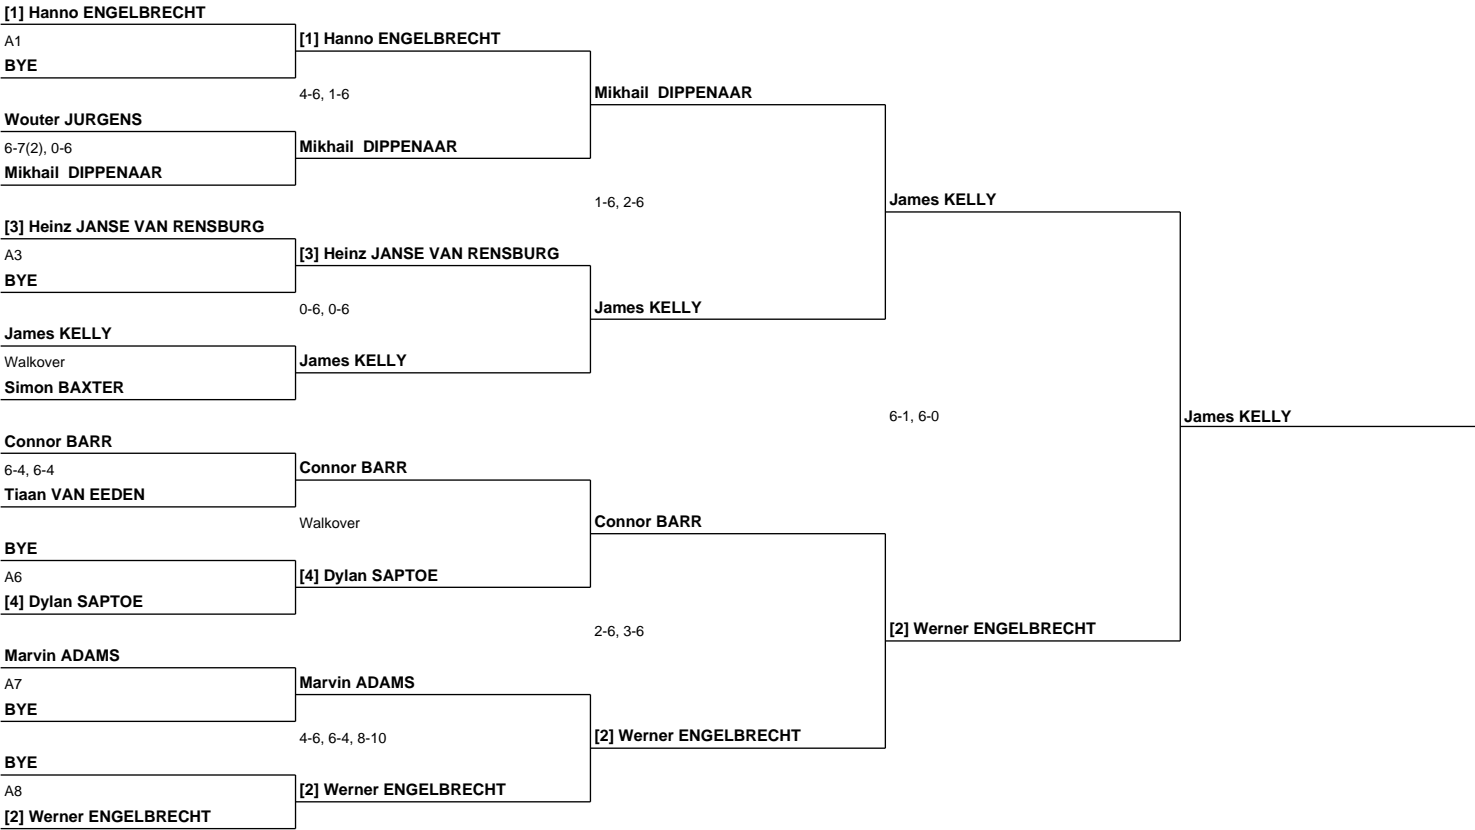 [1] Hanno ENGELBRECHT
A1
BYE
Wouter JURGENS
6-7(2), 0-6
Mikhail  DIPPENAAR
[3] Heinz JANSE VAN RENSBURG
A3
BYE
James KELLY
Walkover
Simon BAXTER
Connor BARR
6-4, 6-4
Tiaan VAN EEDEN
BYE
A6
[4] Dylan SAPTOE
Marvin ADAMS
A7
BYE
BYE
A8
[2] Werner ENGELBRECHT
[1] Hanno ENGELBRECHT
4-6, 1-6
Mikhail  DIPPENAAR
[3] Heinz JANSE VAN RENSBURG
0-6, 0-6
James KELLY
Connor BARR
Walkover
[4] Dylan SAPTOE
Marvin ADAMS
4-6, 6-4, 8-10
[2] Werner ENGELBRECHT
Mikhail  DIPPENAAR
1-6, 2-6
James KELLY
Connor BARR
2-6, 3-6
[2] Werner ENGELBRECHT
James KELLY
6-1, 6-0
[2] Werner ENGELBRECHT
James KELLY